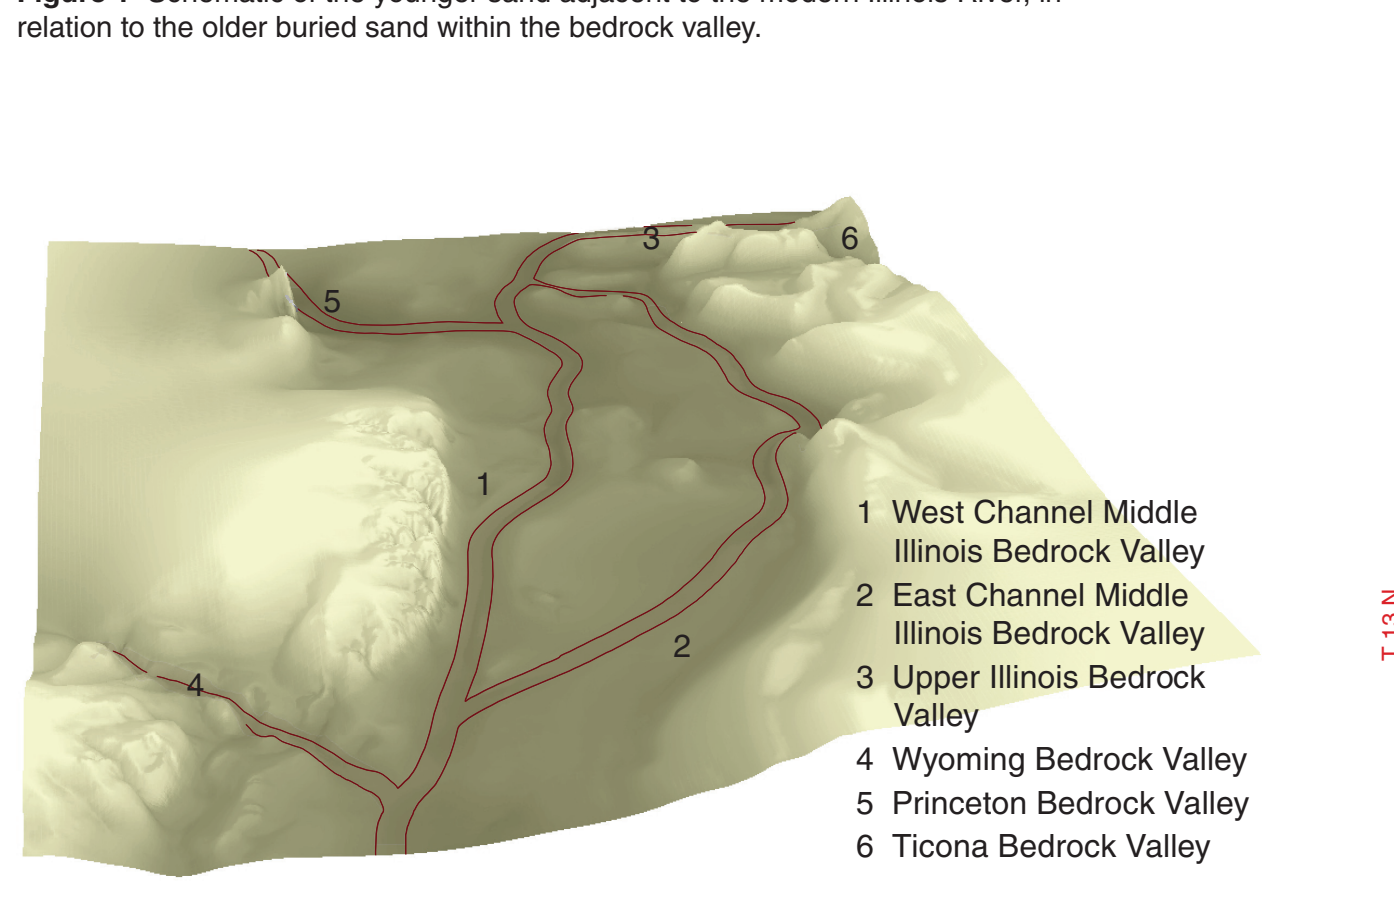 relation to the older buried sand within the bedrock valley.
3
6
5
1
2
4
1 West Channel Middle
Illinois Bedrock Valley
2 East Channel Middle
Illinois Bedrock Valley
3 Upper Illinois Bedrock
Valley
4 Wyoming Bedrock Valley
5 Princeton Bedrock Valley
6 Ticona Bedrock Valley
T 13 N